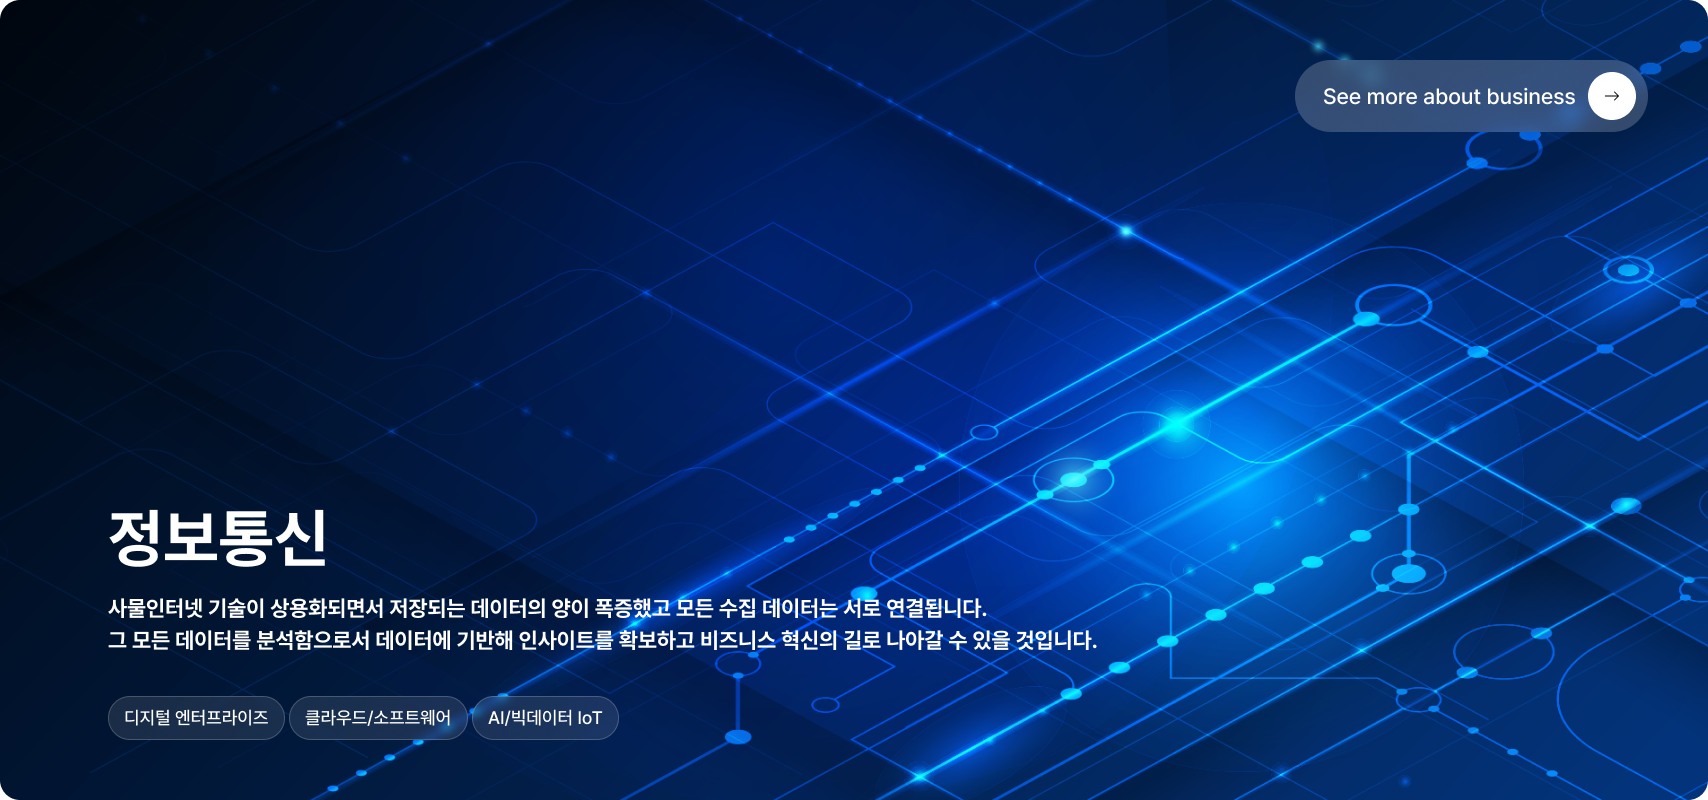 See more about business
정보통신
사물인터넷 기술이 상용화되면서 저장되는 데이터의 양이 폭증했고 모든 수집 데이터는 서로 연결됩니다.
그 모든 데이터를 분석함으로서 데이터에 기반해 인사이트를 확보하고 비즈니스 혁신의 길로 나아갈 수 있을 것입니다.
디지털 엔터프라이즈 클라우드/소프트웨어 AI/빅데이터 IoT